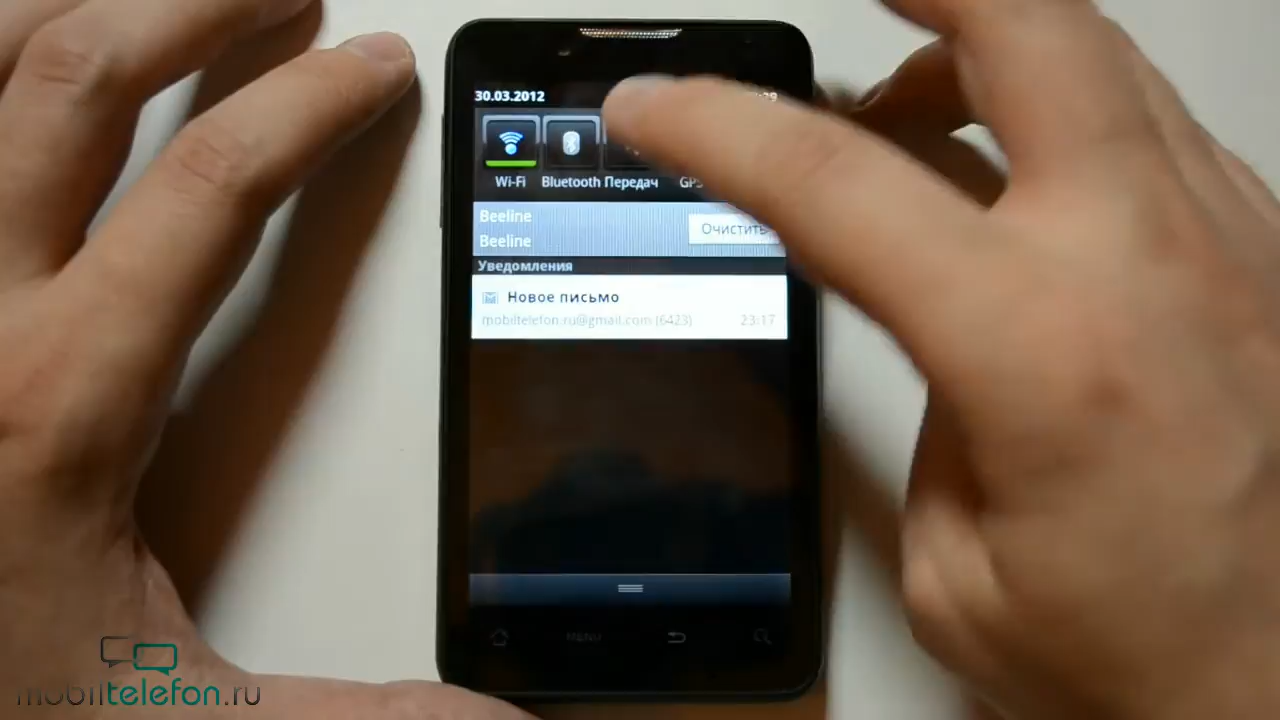 30.03.2012
Wi-Fi Bluetooth Передач GPS
Beeline
Очистить
Beeline
Уведомления
Новое письмо
mobiltelefon.ru@gmail.com (6423) 23:17
MENU
mobiltelefon.ru